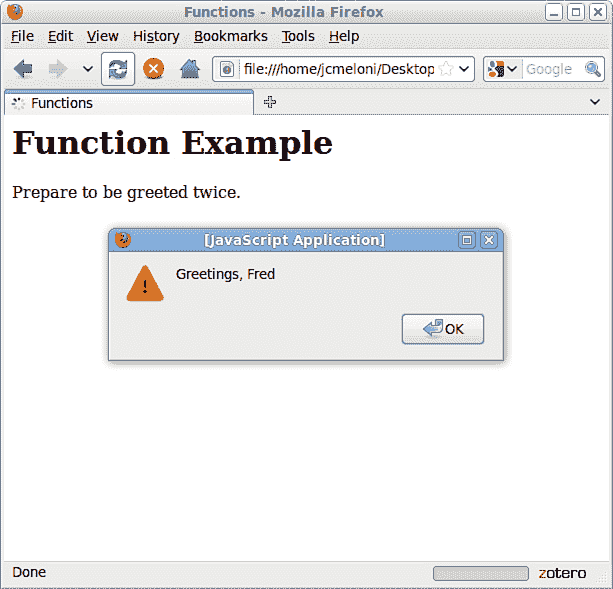 Functions - Mozilla Firefox
File Edit View History Bookmarks Tools Help
file:///home/jcmeloni/Desktop
Google
Functions
Function Example
Prepare to be greeted twice.
[JavaScript Application]
Greetings, Fred
OK
Done
zotero